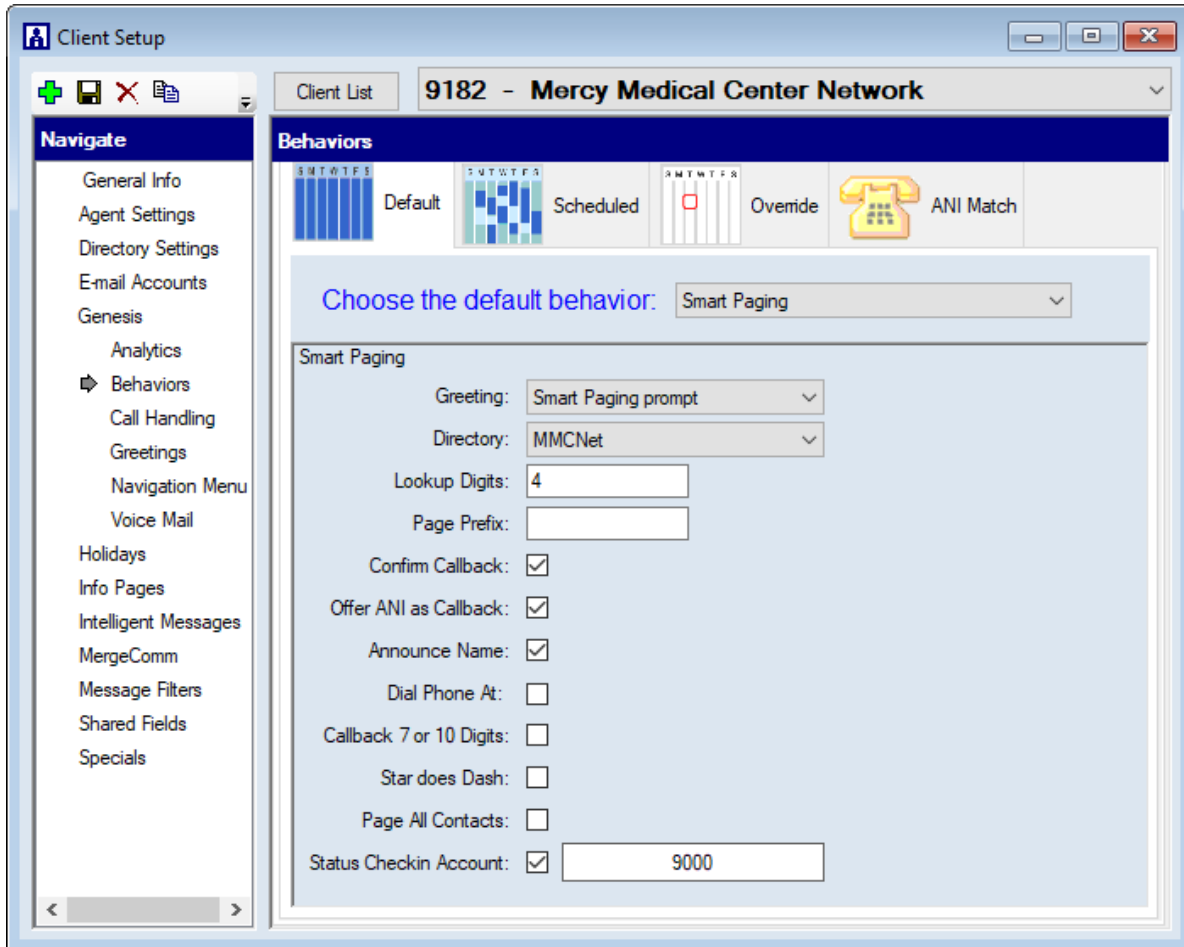 Client Setup
Client List
9182 - Mercy Medical Center Network
Navigate
General Info
Agent Settings
Directory Settings
E-mail Accounts
Genesis
Analytics
Behaviors
Call Handling
Greetings
Navigation Menu
Voice Mail
Holidays
Info Pages
Intelligent Messages
MergeComm
Message Filters
Shared Fields
Specials
Behaviors
S M T W T F S
Default
S M T W T F S
Scheduled
S M T W T F S
Override
ANI Match
Choose the default behavior: Smart Paging
Smart Paging
Greeting: Smart Paging prompt
Directory: MMCNet
Lookup Digits: 4
Page Prefix:
Confirm Callback:
Offer ANI as Callback:
Announce Name:
Dial Phone At:
Callback 7 or 10 Digits:
Star does Dash:
Page All Contacts:
Status Checkin Account: 9000